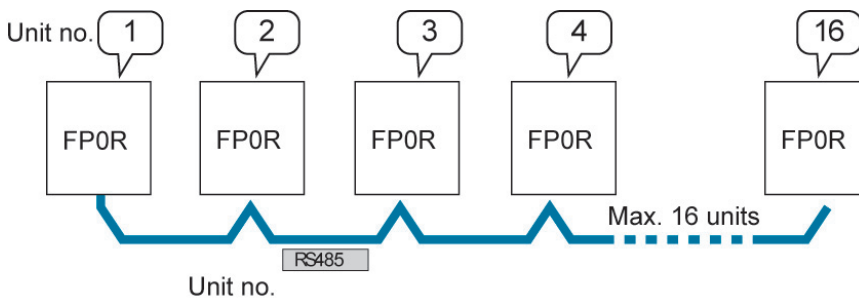 Unit no. 1 2 3 4 16
FP0R FP0R FP0R FP0R FP0R
Max. 16 units
RS485
Unit no.